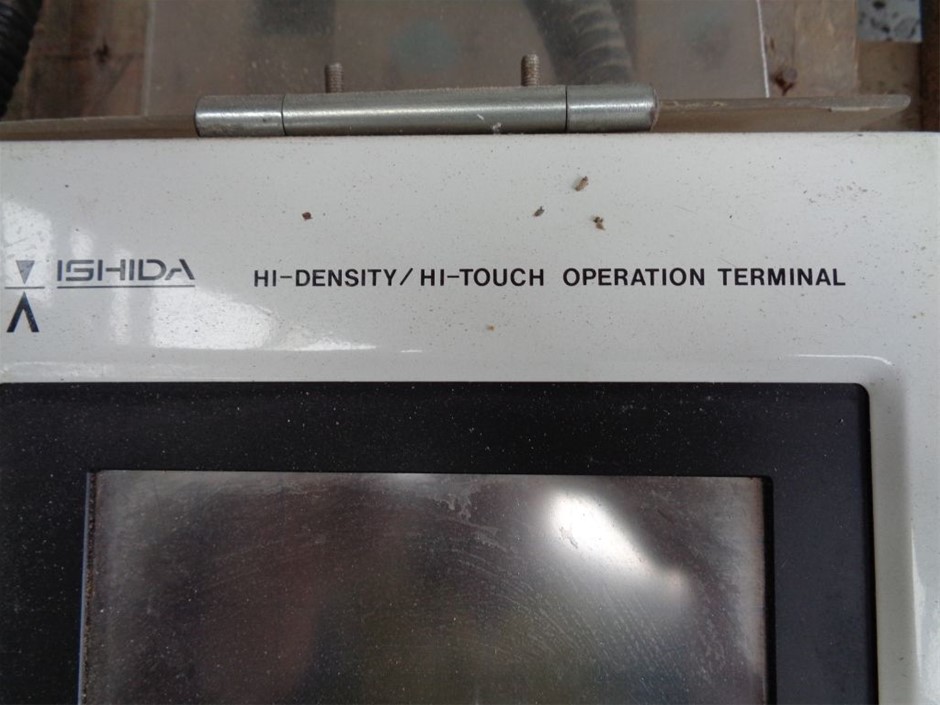 ISHIDA
HI-DENSITY/HI-TOUCH OPERATION TERMINAL